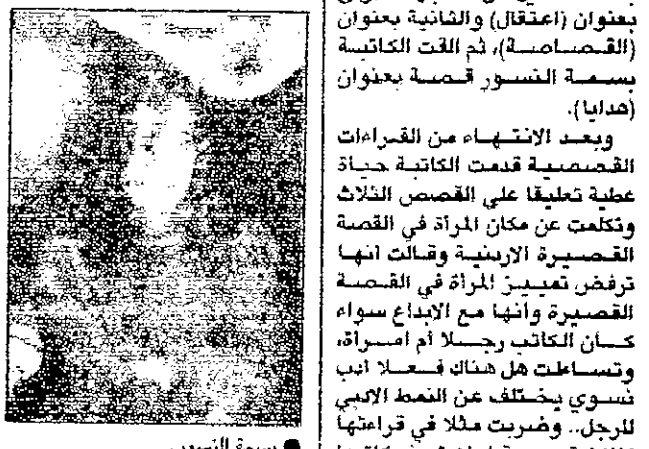 بعنوان (اعتقال) والثانية بعنوان
(القصاصة)، ثم القت الكاتبة
بسمة النسور قصة بعنوان
(هدايا).
وبعد الانتهاء من القراءات
القصصية قدمت الكاتبة حياة
عطية تعليقا على القصص الثلاث
وتكلمت عن مكان المرأة في القصة
القصيرة الاردنية وقالت انها
ترفض تمييز المرأة في القصة
القصيرة وانها مع الابداع سواء
كان الكاتب رجلا أم امرأة،
وتساءلت هل هناك فعلا ادب
نسوي يختلف عن النمط الادبي
للرجل.. وضربت مثلا في قراءتها
● بسمة النسور